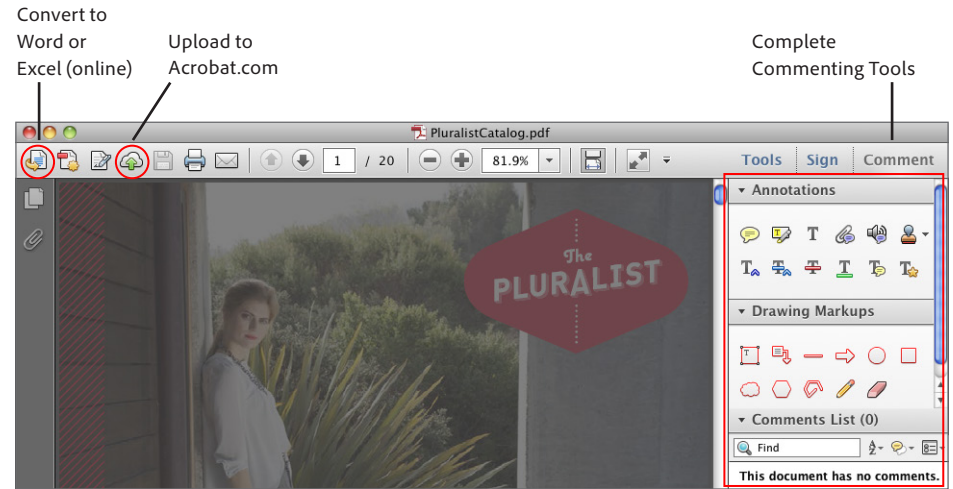 Convert to
Word or
Excel (online)
Upload to
Acrobat.com
Complete
Commenting Tools
PluralistCatalog.pdf
1 / 20
81.9%
Tools Sign Comment
Annotations
T T
T T T T T T
Drawing Markups
T
Comments List (0)
Find
A
Z
This document has no comments.
The
PLURALIST